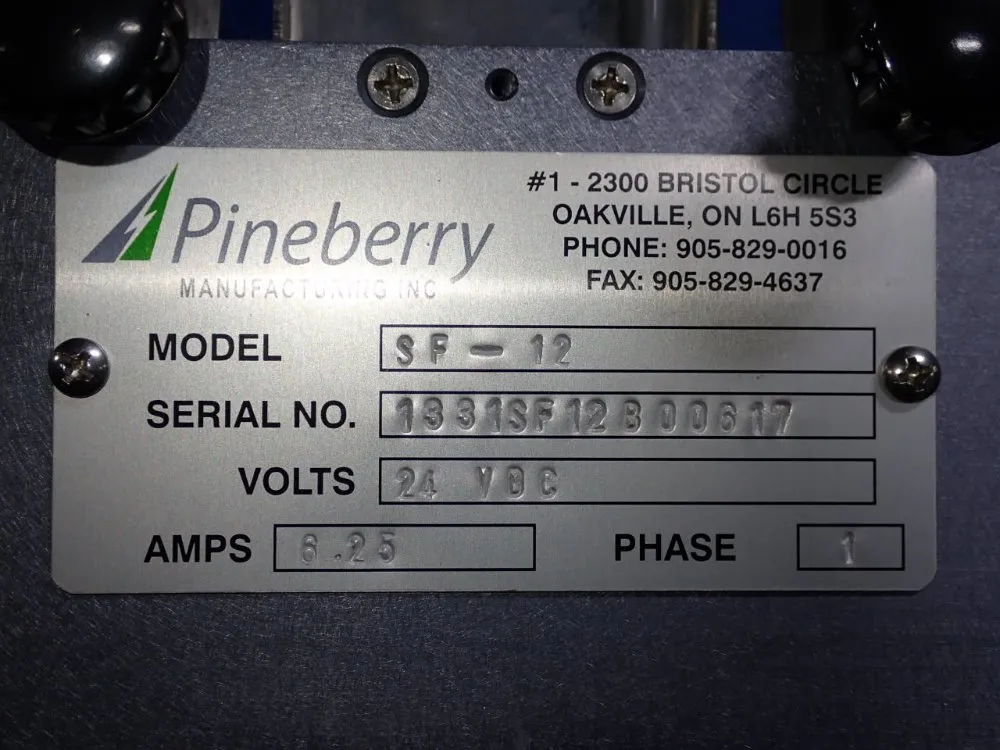 Pineberry
MANUFACTURING INC
#1 - 2300 BRISTOL CIRCLE
OAKVILLE, ON L6H 5S3
PHONE: 905-829-0016
FAX: 905-829-4637
MODEL SF - 12
SERIAL NO. 1331SF12B00617
VOLTS 24 VDC
AMPS 6.25 PHASE 1